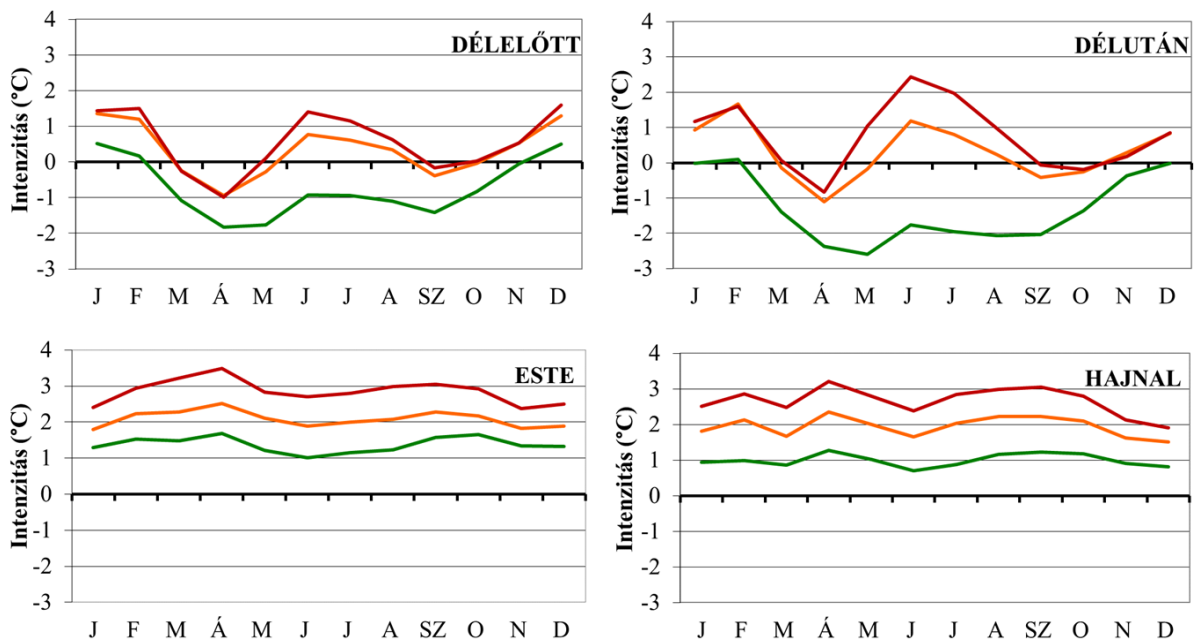 DÉLELŐTT
Intenzitás (°C)
4
3
2
1
0
-1
-2
-3
J F M Á M J J A SZ O N D
DÉLUTÁN
Intenzitás (°C)
4
3
2
1
0
-1
-2
-3
J F M Á M J J A SZ O N D
ESTE
Intenzitás (°C)
4
3
2
1
0
-1
-2
-3
J F M Á M J J A SZ O N D
HAJNAL
Intenzitás (°C)
4
3
2
1
0
-1
-2
-3
J F M Á M J J A SZ O N D